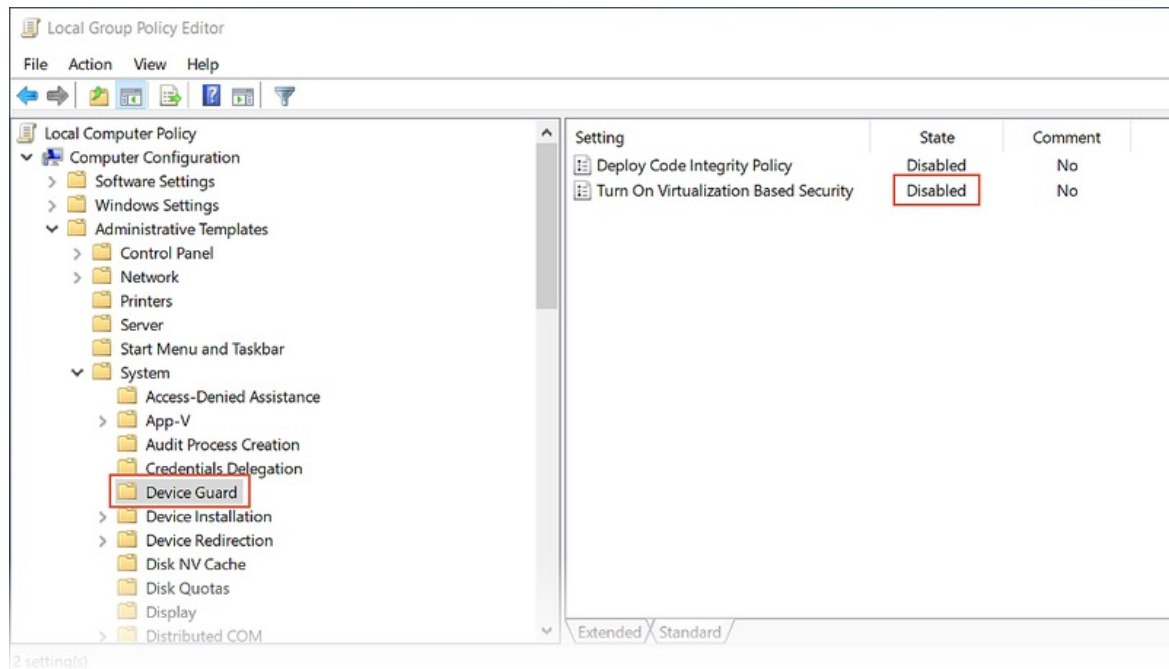 Local Group Policy Editor
File Action View Help
Local Computer Policy
Computer Configuration
Software Settings
Windows Settings
Administrative Templates
Control Panel
Network
Printers
Server
Start Menu and Taskbar
System
Access-Denied Assistance
App-V
Audit Process Creation
Credentials Delegation
Device Guard
Device Installation
Device Redirection
Disk NV Cache
Disk Quotas
Display
Distributed COM
Setting State Comment
Deploy Code Integrity Policy Disabled No
Turn On Virtualization Based Security Disabled No
Extended Standard
2 setting(s)